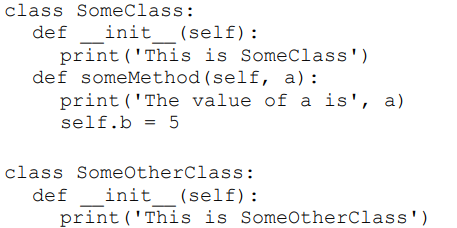 class SomeClass:
  def __init__(self):
    print('This is SomeClass')
  def someMethod(self, a):
    print('The value of a is', a)
    self.b = 5

class SomeOtherClass:
  def __init__(self):
    print('This is SomeOtherClass')